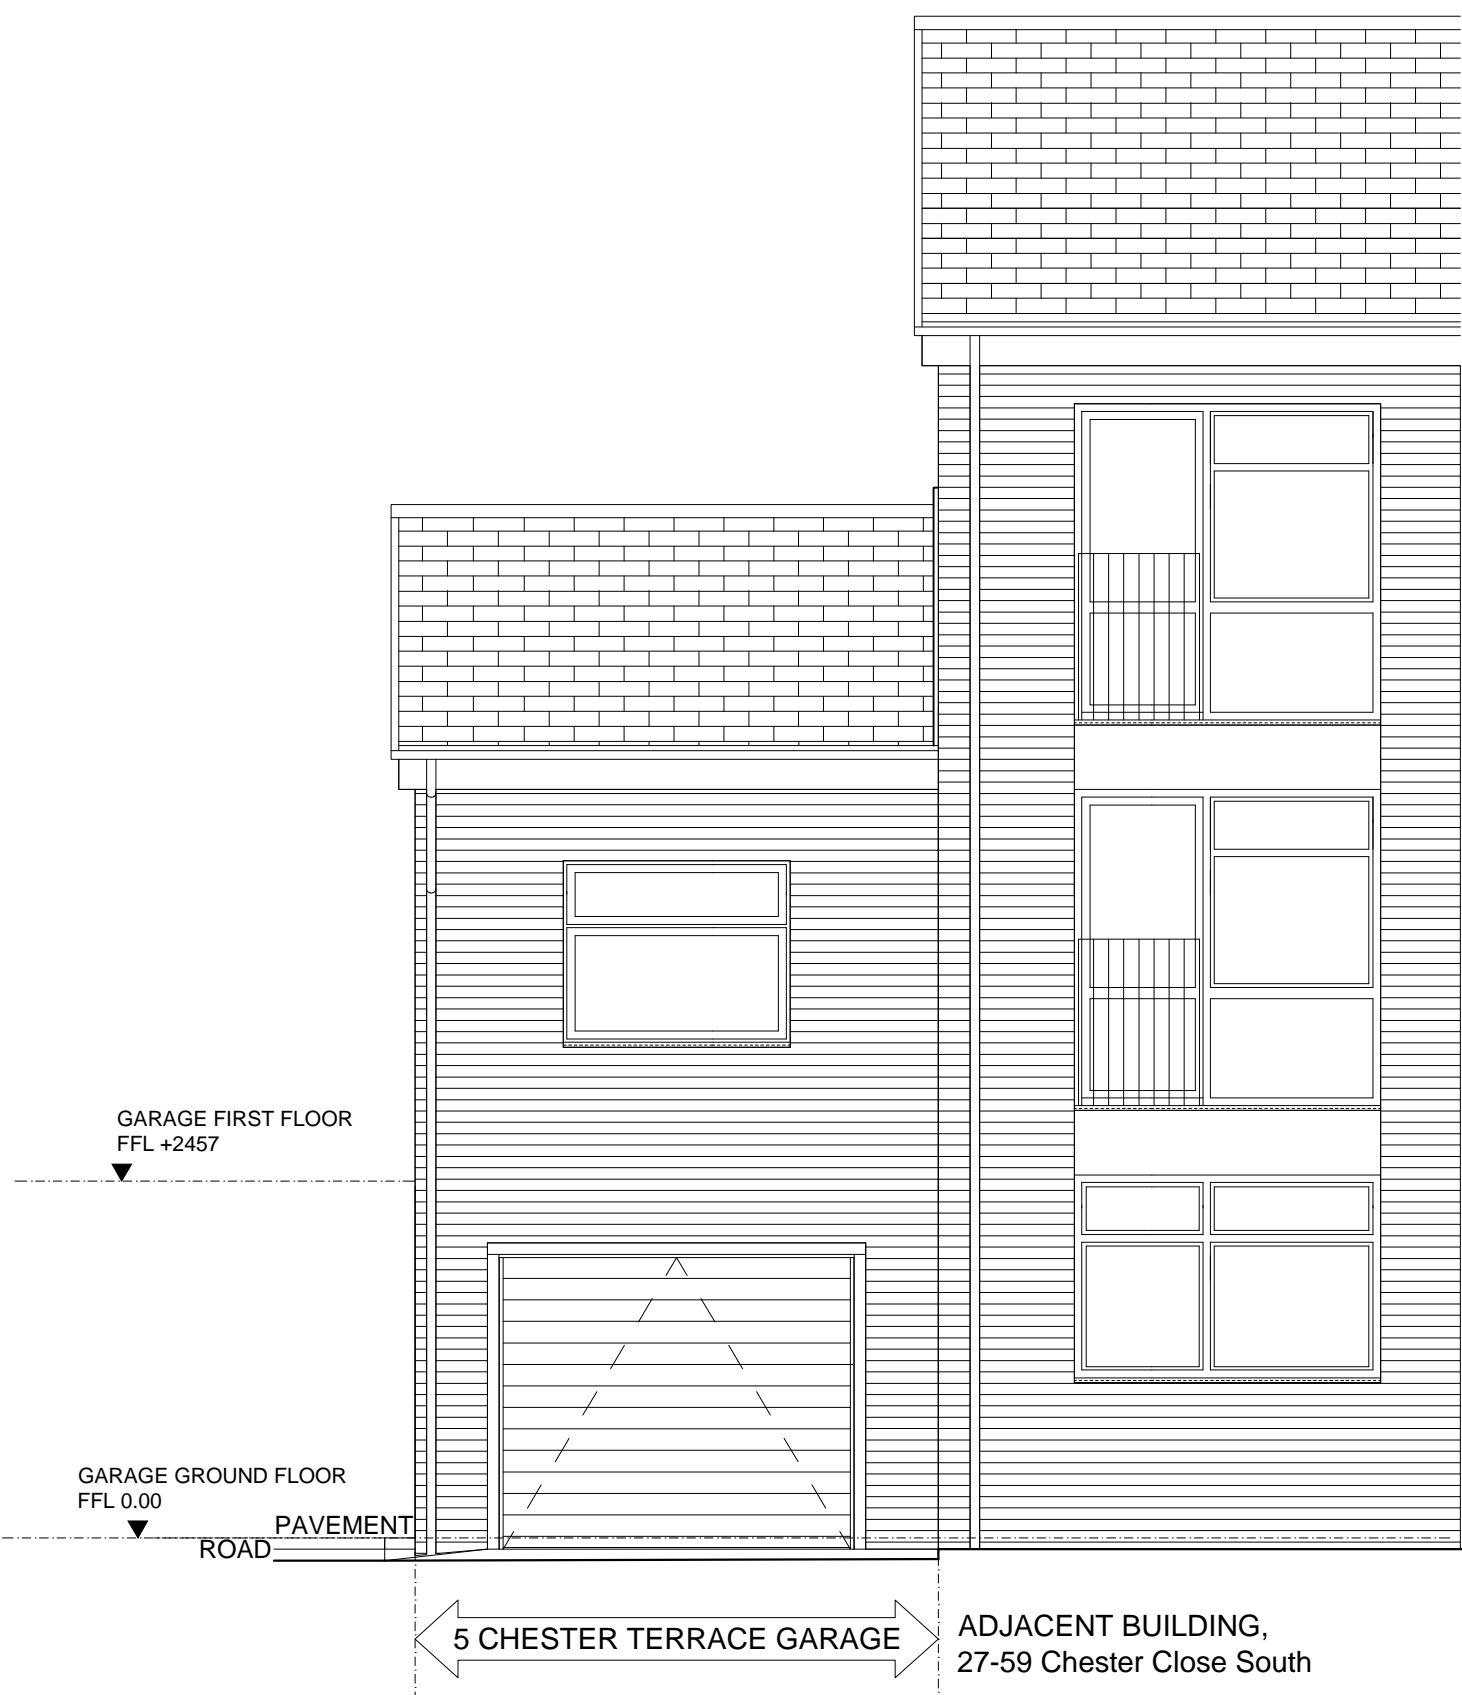 GARAGE FIRST FLOOR
FFL +2457
GARAGE GROUND FLOOR
FFL 0.00
PAVEMENT
ROAD
5 CHESTER TERRACE GARAGE
ADJACENT BUILDING,
27-59 Chester Close South